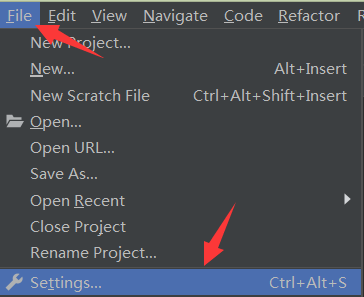 File Edit View Navigate Code Refactor R
New Project...
New... Alt+Insert
New Scratch File Ctrl+Alt+Shift+Insert
Open...
Open URL...
Save As...
Open Recent
Close Project
Rename Project...
Settings... Ctrl+Alt+S